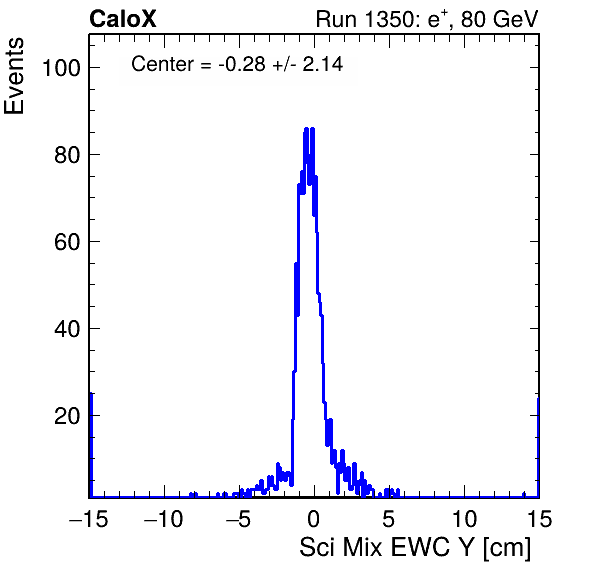 CaloX Run 1350: e⁺, 80 GeV
Center = -0.28 +/- 2.14
Events
100
80
60
40
20
−15 −10 −5 0 5 10 15
Sci Mix EWC Y [cm]